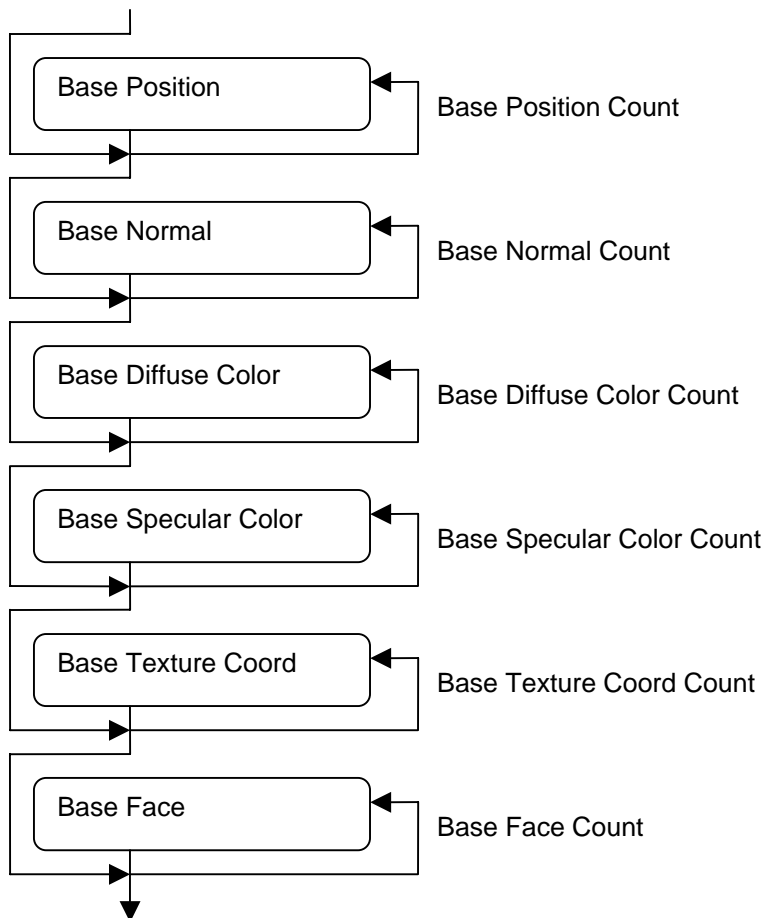 Base Position
Base Position Count
Base Normal
Base Normal Count
Base Diffuse Color
Base Diffuse Color Count
Base Specular Color
Base Specular Color Count
Base Texture Coord
Base Texture Coord Count
Base Face
Base Face Count